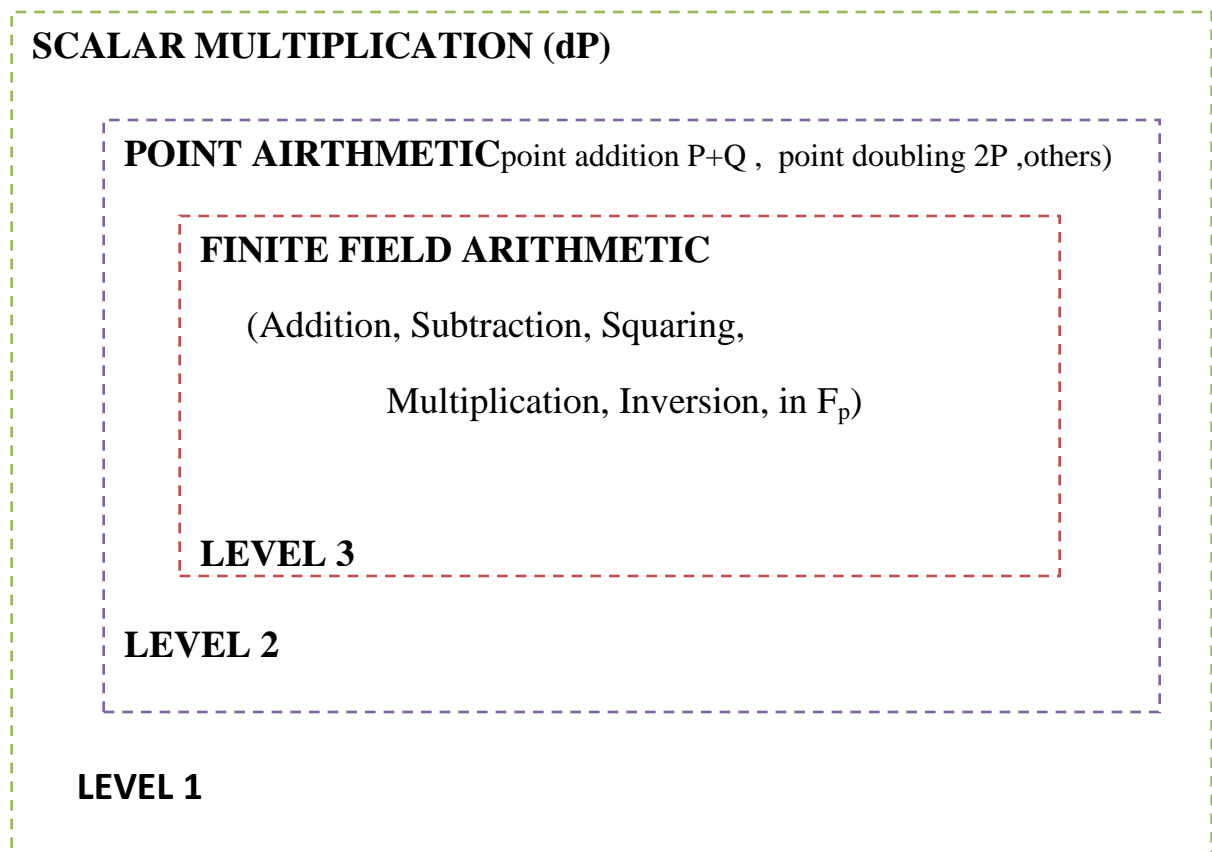 SCALAR MULTIPLICATION (dP)
POINT AIRTHMETICpoint addition P+Q , point doubling 2P ,others)
FINITE FIELD ARITHMETIC
(Addition, Subtraction, Squaring,
Multiplication, Inversion, in Fp)
LEVEL 3
LEVEL 2
LEVEL 1